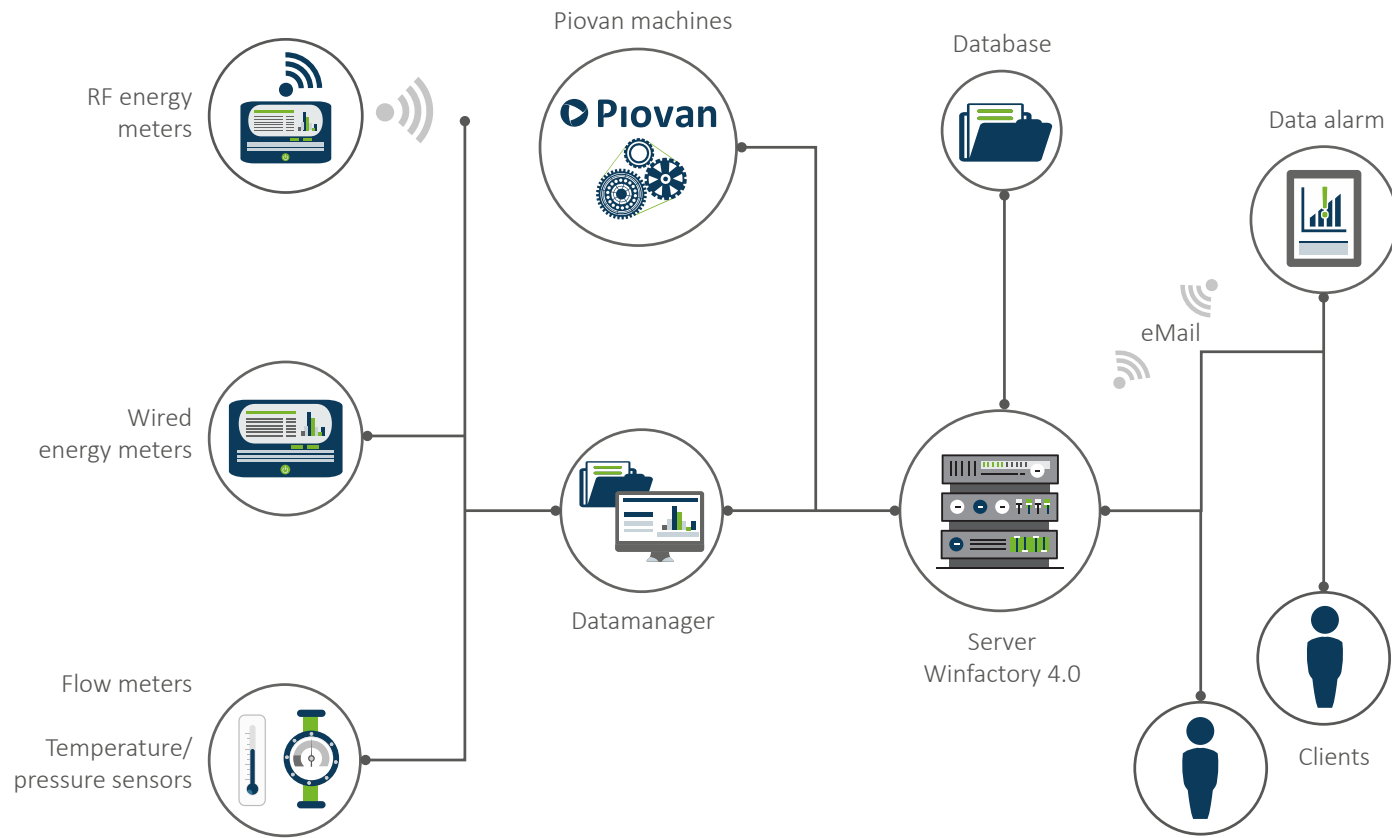 Piovan machines
Database
RF energy
meters
Piovan
Data alarm
eMail
Wired
energy meters
Datamanager
Server
Winfactory 4.0
Flow meters
Temperature/
pressure sensors
Clients